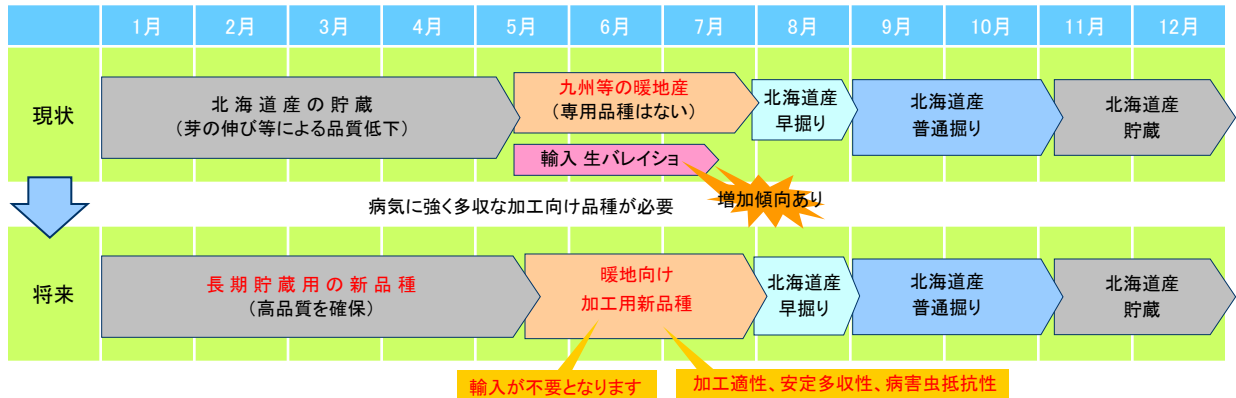 1月 2月 3月 4月 5月 6月 7月 8月 9月 10月 11月 12月
現状
北海道産の貯蔵
(芽の伸び等による品質低下)
九州等の暖地産
(専用品種はない)
輸入 生バレイショ
北海道産
早掘り
北海道産
普通掘り
北海道産
貯蔵
増加傾向あり
病気に強く多収な加工向け品種が必要
将来
長期貯蔵用の新品種
(高品質を確保)
暖地向け
加工用新品種
北海道産
早掘り
北海道産
普通掘り
北海道産
貯蔵
輸入が不要となります
加工適性、安定多収性、病害虫抵抗性